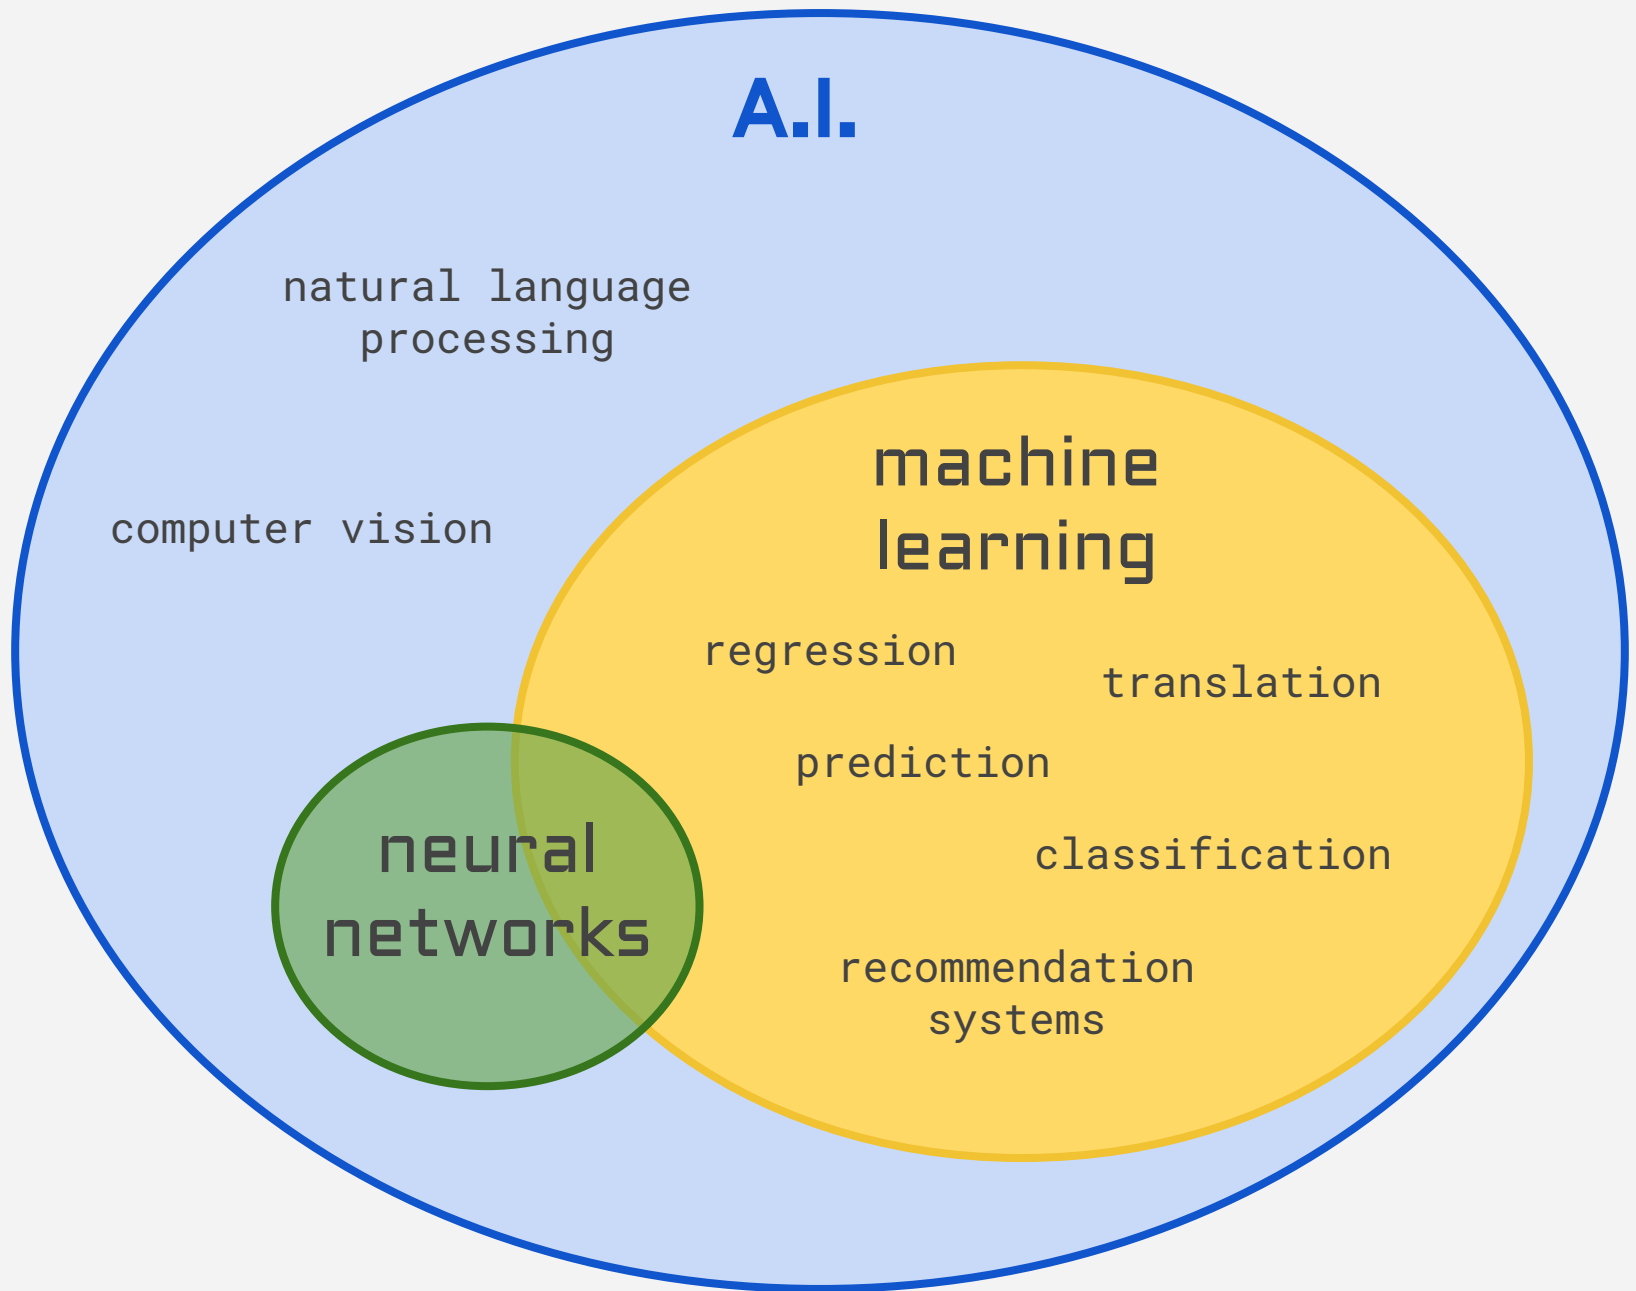 A.I.
natural language
processing
computer vision
machine
learning
regression
translation
prediction
classification
recommendation
systems
neural
networks